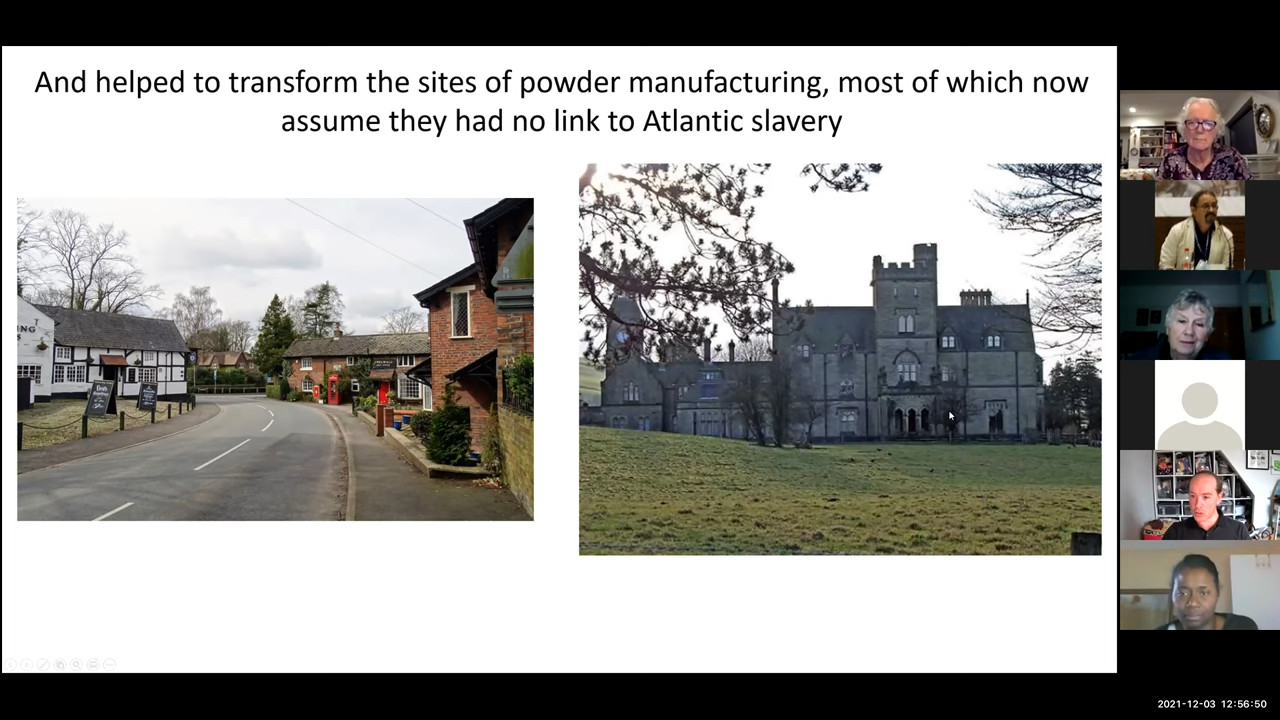 And helped to transform the sites of powder manufacturing, most of which now
assume they had no link to Atlantic slavery
2021-12-03 12:56:50